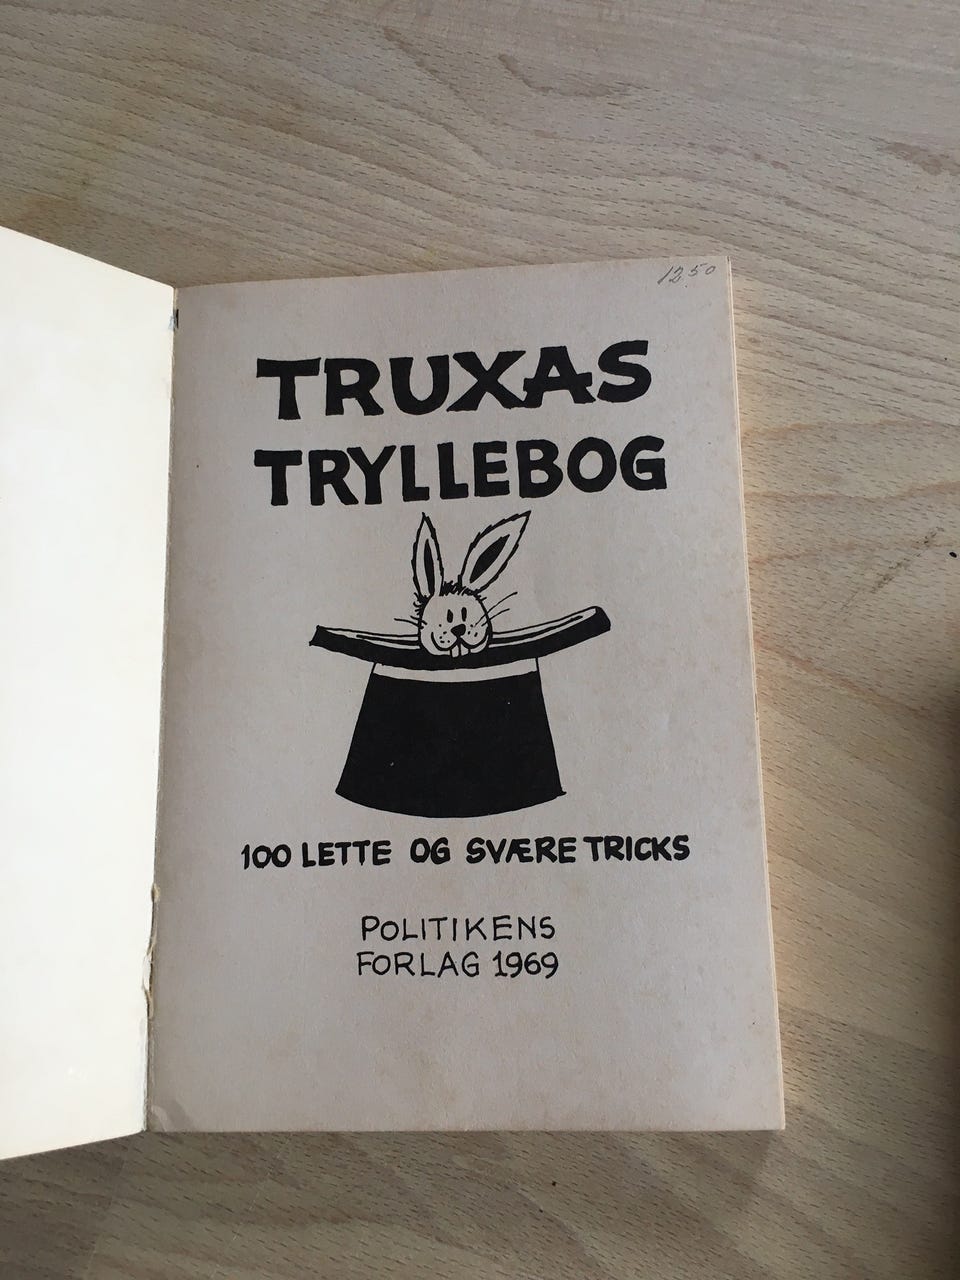 12.50
TRUXAS
TRYLLEBOG
100 LETTE OG SVÆRE TRICKS
POLITIKENS
FORLAG 1969